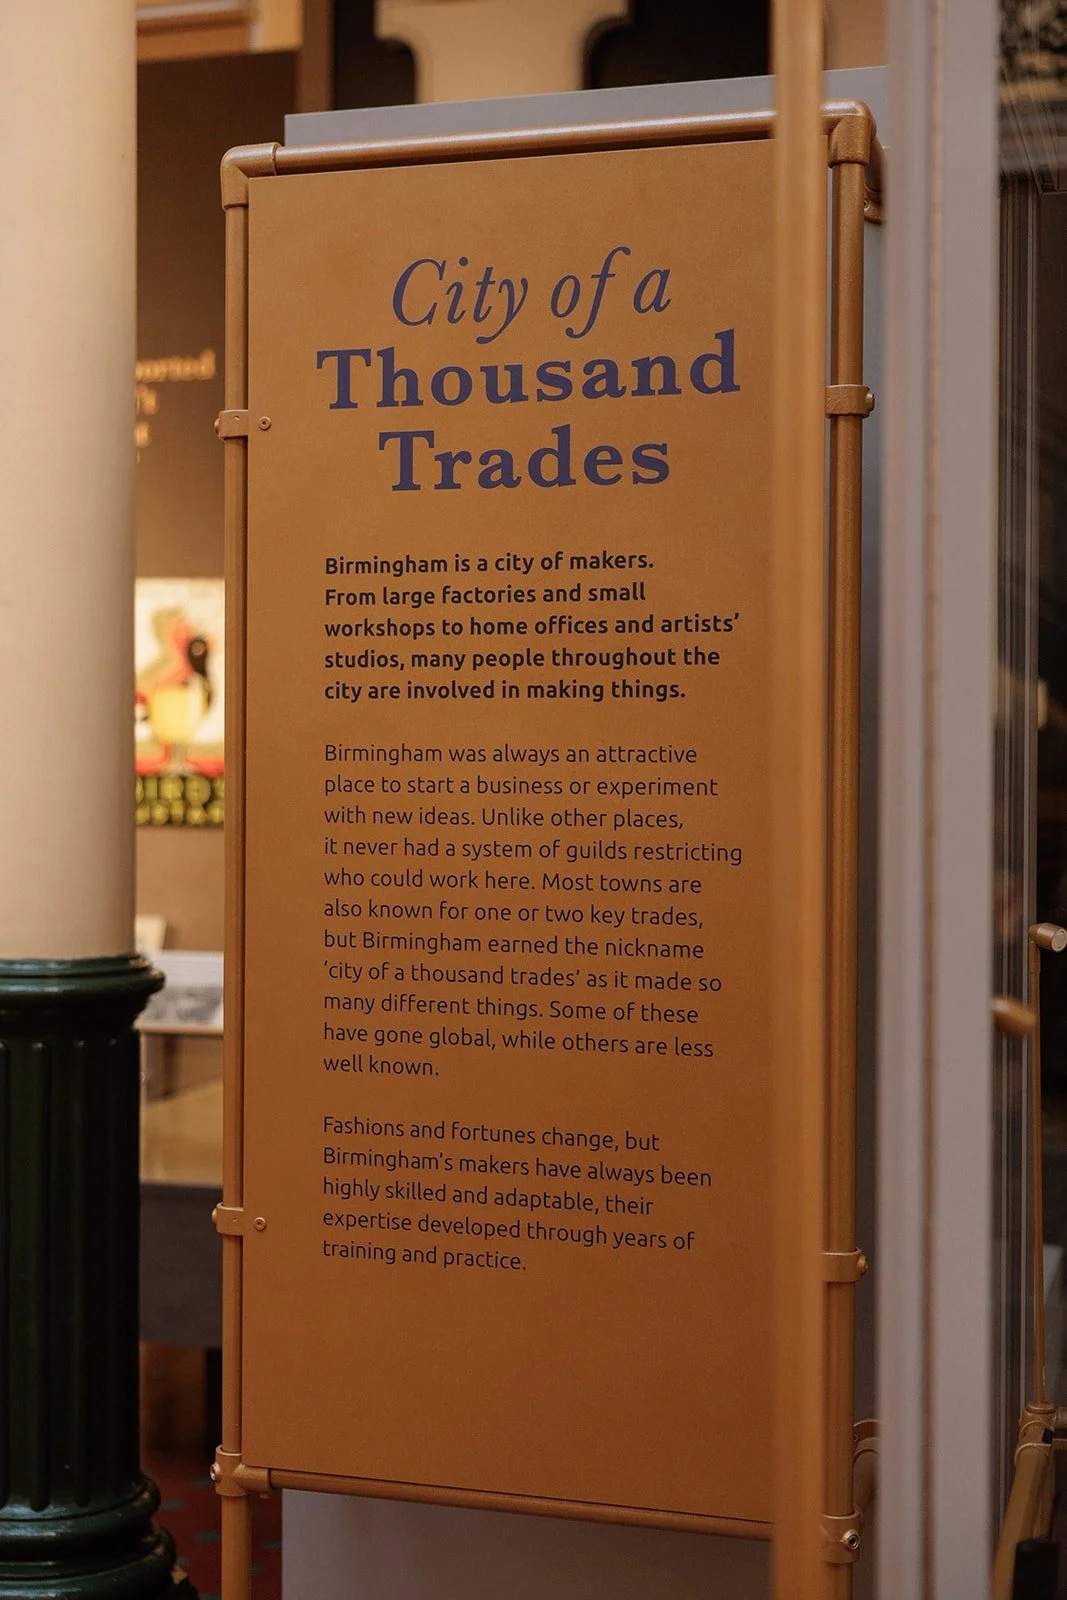 City of a
Thousand
Trades
Birmingham is a city of makers.
From large factories and small
workshops to home offices and artists’
studios, many people throughout the
city are involved in making things.
Birmingham was always an attractive
place to start a business or experiment
with new ideas. Unlike other places,
it never had a system of guilds restricting
who could work here. Most towns are
also known for one or two key trades,
but Birmingham earned the nickname
‘city of a thousand trades’ as it made so
many different things. Some of these
have gone global, while others are less
well known.
Fashions and fortunes change, but
Birmingham’s makers have always been
highly skilled and adaptable, their
expertise developed through years of
training and practice.